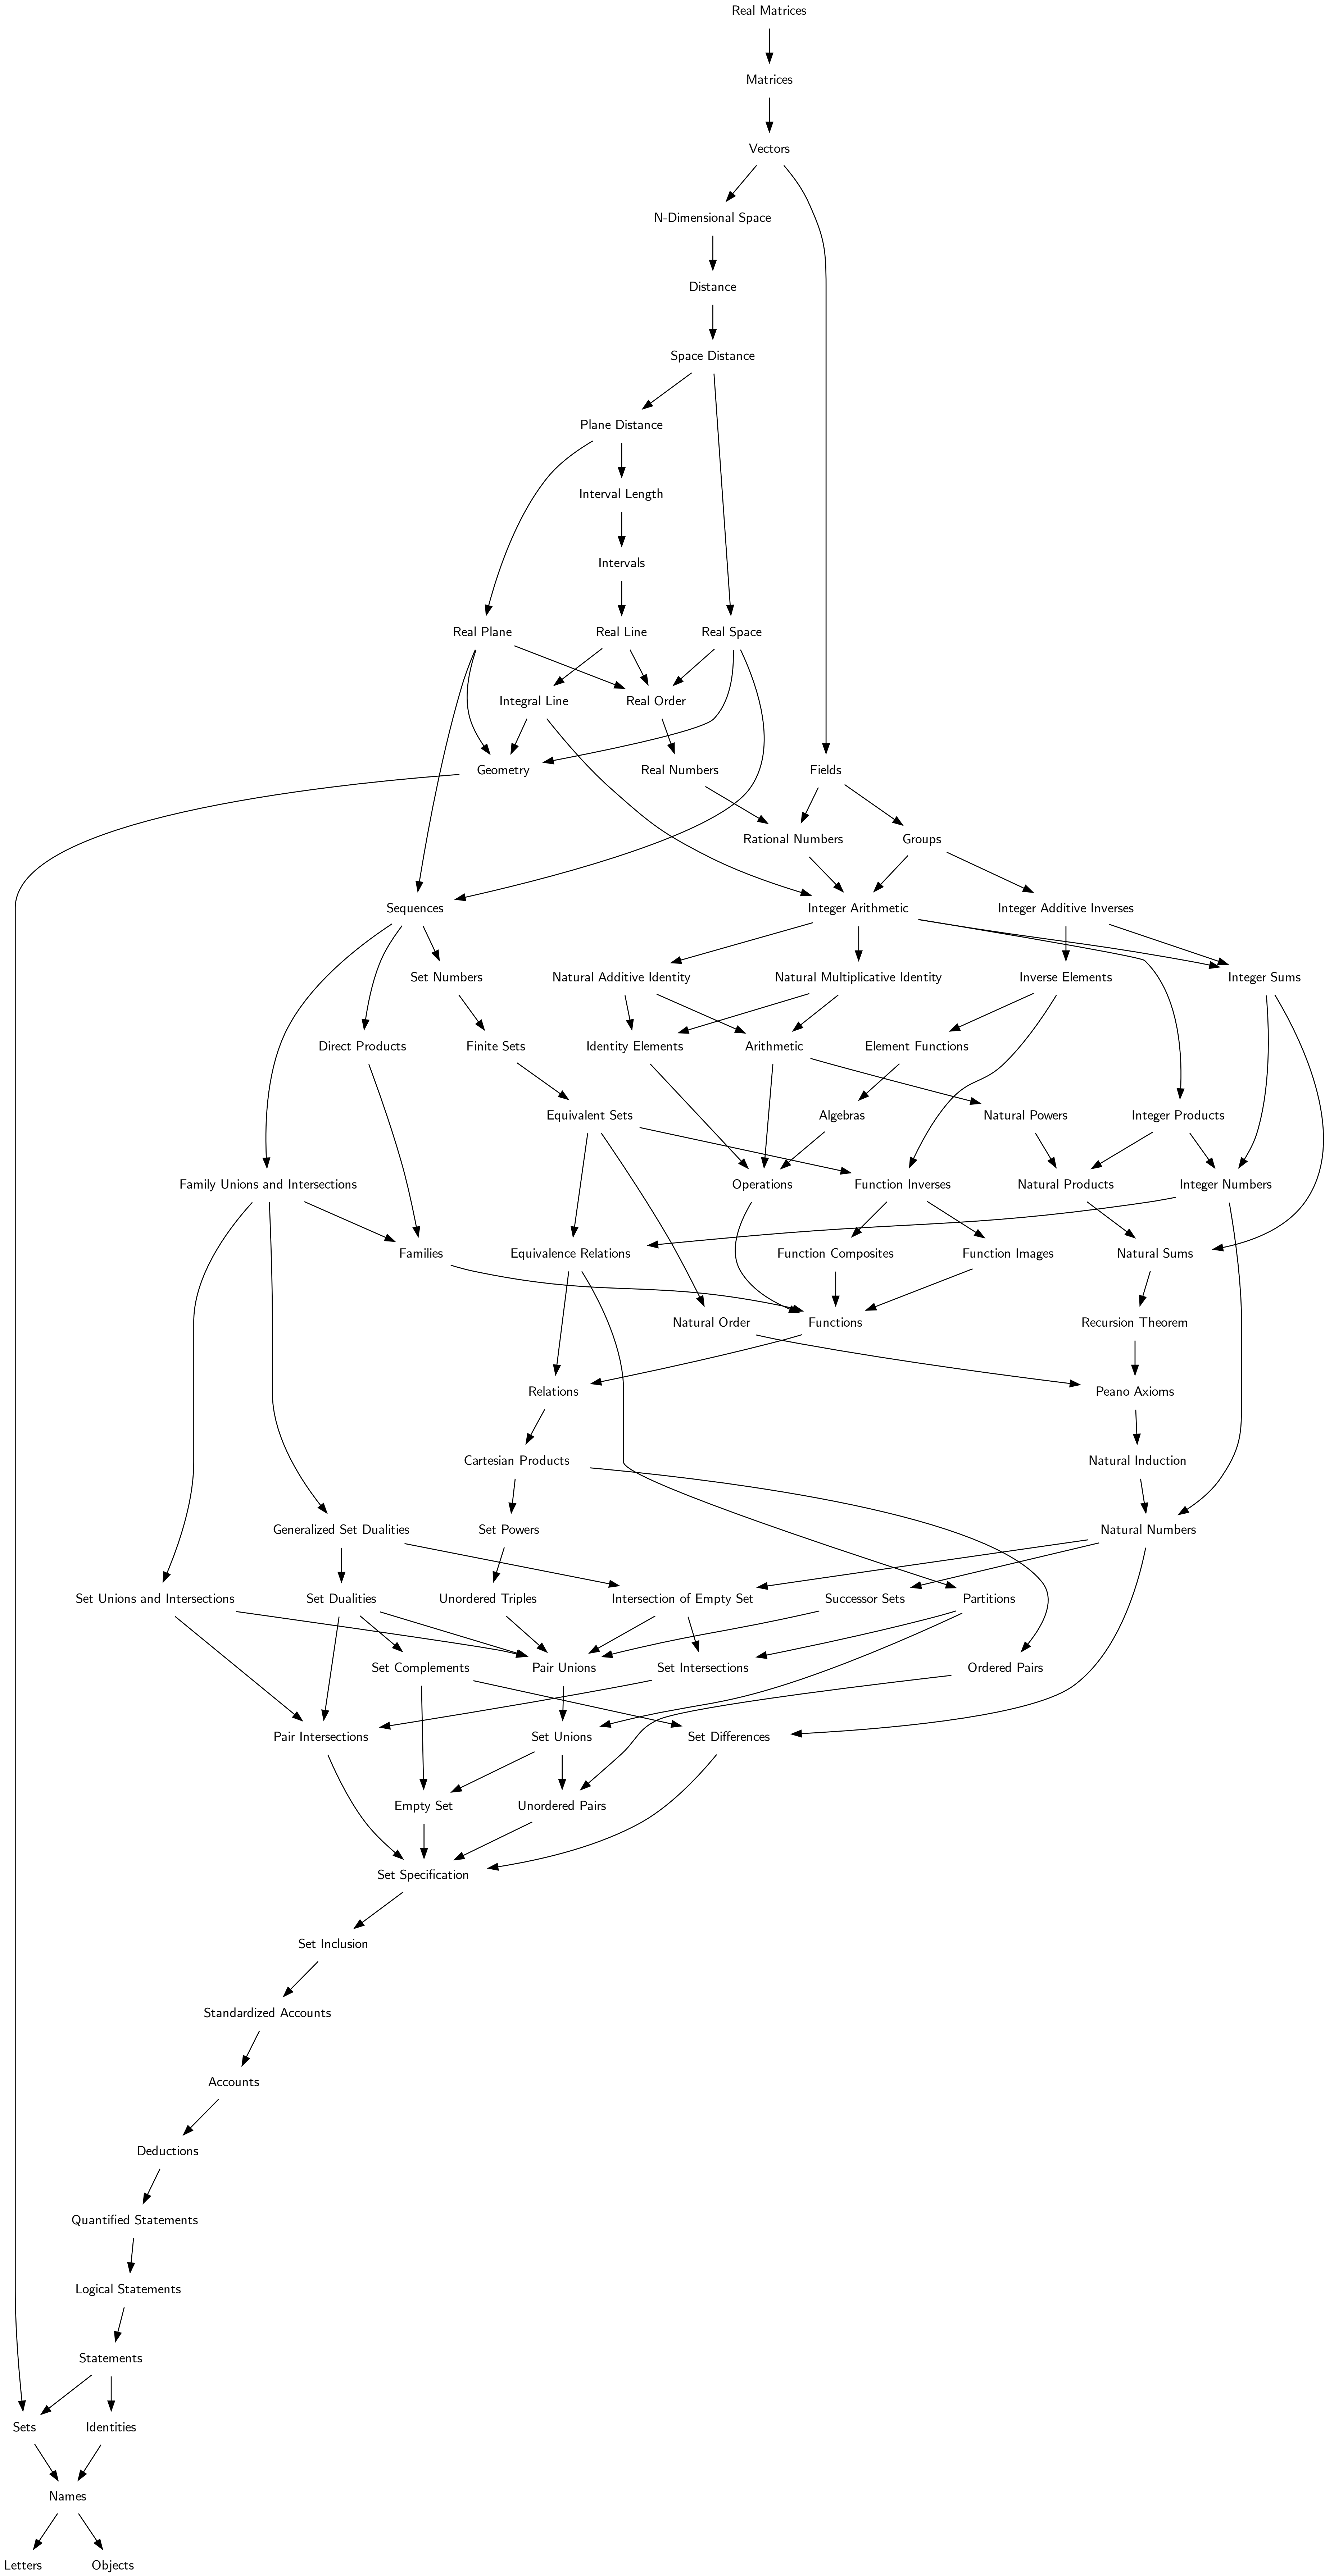 Real Matrices
Matrices
Vectors
N-Dimensional Space
Distance
Space Distance
Plane Distance
Interval Length
Intervals
Real Plane
Real Line
Real Space
Integral Line
Real Order
Geometry
Real Numbers
Fields
Rational Numbers
Groups
Sequences
Integer Arithmetic
Integer Additive Inverses
Set Numbers
Natural Additive Identity
Natural Multiplicative Identity
Inverse Elements
Integer Sums
Direct Products
Finite Sets
Identity Elements
Arithmetic
Element Functions
Equivalent Sets
Algebras
Natural Powers
Integer Products
Family Unions and Intersections
Operations
Function Inverses
Natural Products
Integer Numbers
Families
Equivalence Relations
Function Composites
Function Images
Natural Sums
Natural Order
Functions
Recursion Theorem
Relations
Peano Axioms
Cartesian Products
Natural Induction
Generalized Set Dualities
Set Powers
Natural Numbers
Set Unions and Intersections
Set Dualities
Unordered Triples
Intersection of Empty Set
Successor Sets
Partitions
Set Complements
Pair Unions
Set Intersections
Ordered Pairs
Pair Intersections
Set Unions
Set Differences
Empty Set
Unordered Pairs
Set Specification
Set Inclusion
Standardized Accounts
Accounts
Deductions
Quantified Statements
Logical Statements
Statements
Sets
Identities
Names
Letters
Objects